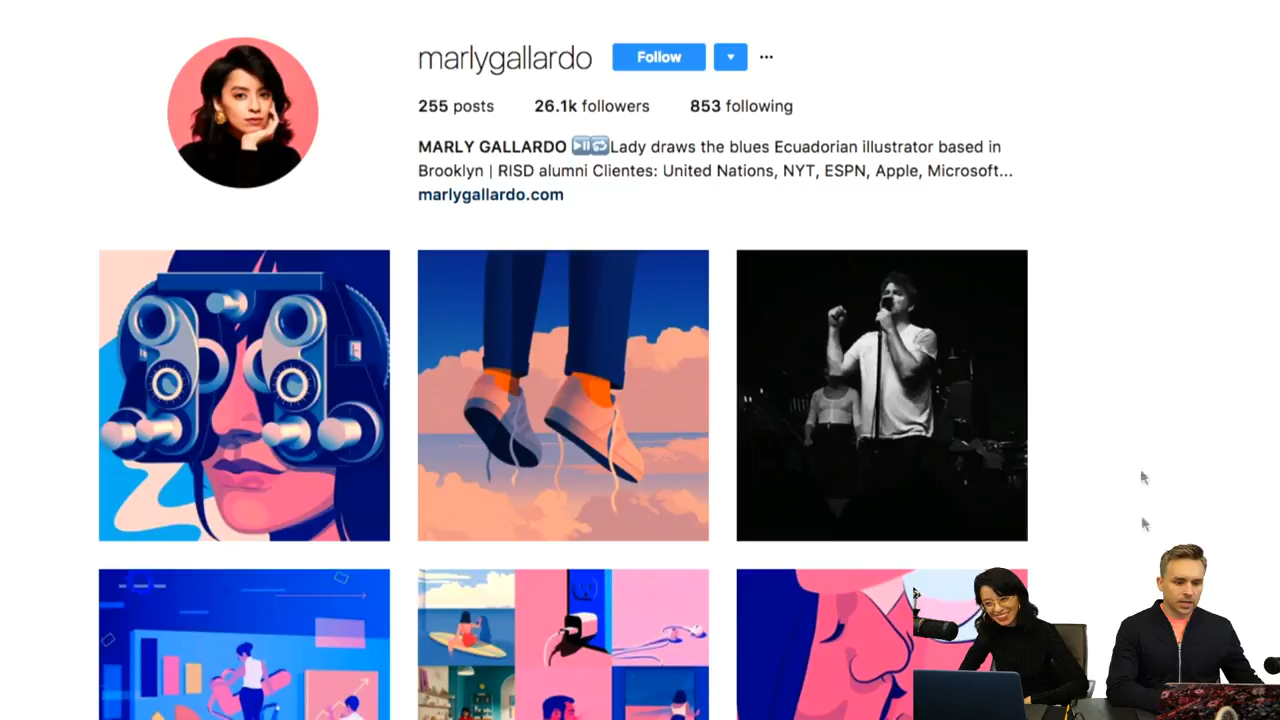 marlygallardo Follow
255 posts 26.1k followers 853 following
MARLY GALLARDO ⏯🔁Lady draws the blues Ecuadorian illustrator based in
Brooklyn | RISD alumni Clientes: United Nations, NYT, ESPN, Apple, Microsoft...
marlygallardo.com